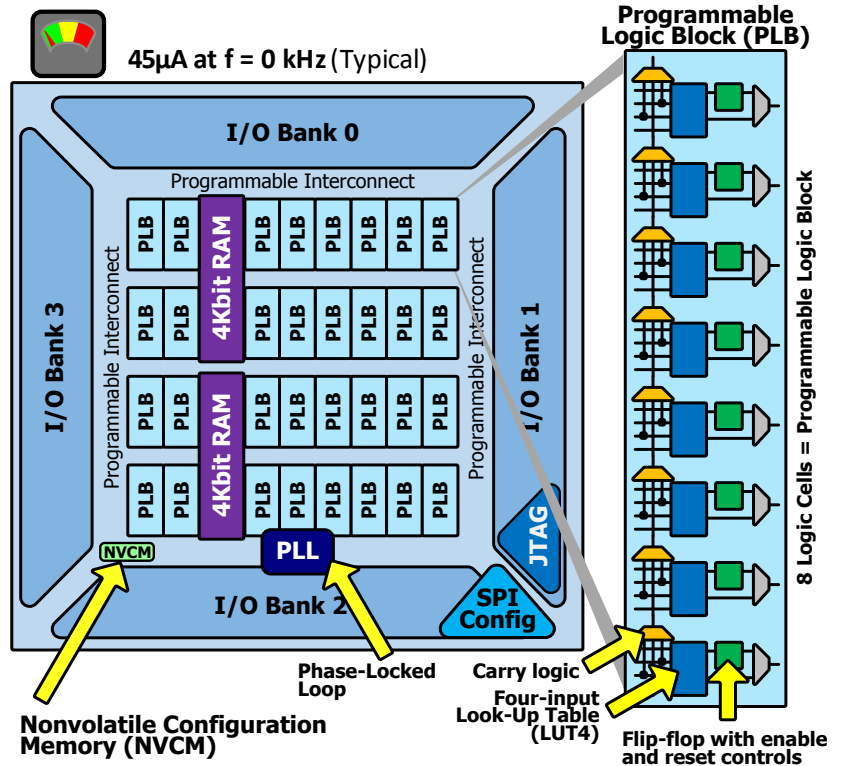 45µA at f = 0 kHz (Typical)
Programmable
Logic Block (PLB)
I/O Bank 0
Programmable Interconnect
PLB PLB 4Kbit RAM PLB PLB PLB PLB PLB PLB
PLB PLB PLB PLB PLB PLB PLB PLB
PLB PLB 4Kbit RAM PLB PLB PLB PLB PLB PLB
PLB PLB PLB PLB PLB PLB PLB PLB
I/O Bank 3
Programmable Interconnect
Programmable Interconnect
I/O Bank 1
8 Logic Cells = Programmable Logic Block
NVCM
PLL
JTAG
I/O Bank 2
SPI
Config
Phase-Locked
Loop
Carry logic
Four-input
Look-Up Table
(LUT4)
Nonvolatile Configuration
Memory (NVCM)
Flip-flop with enable
and reset controls